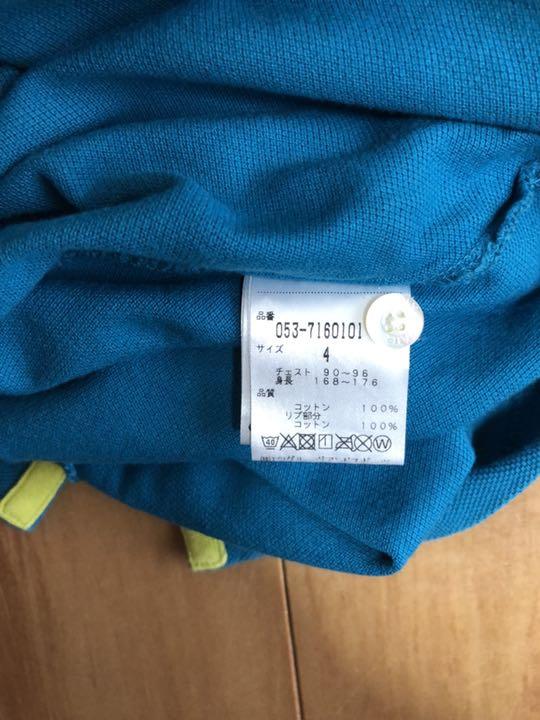 品番
053-7160101
サイズ 4
チェスト 90～96
身長 168～176
品質
コットン 100%
リブ部分
コットン 100%
40